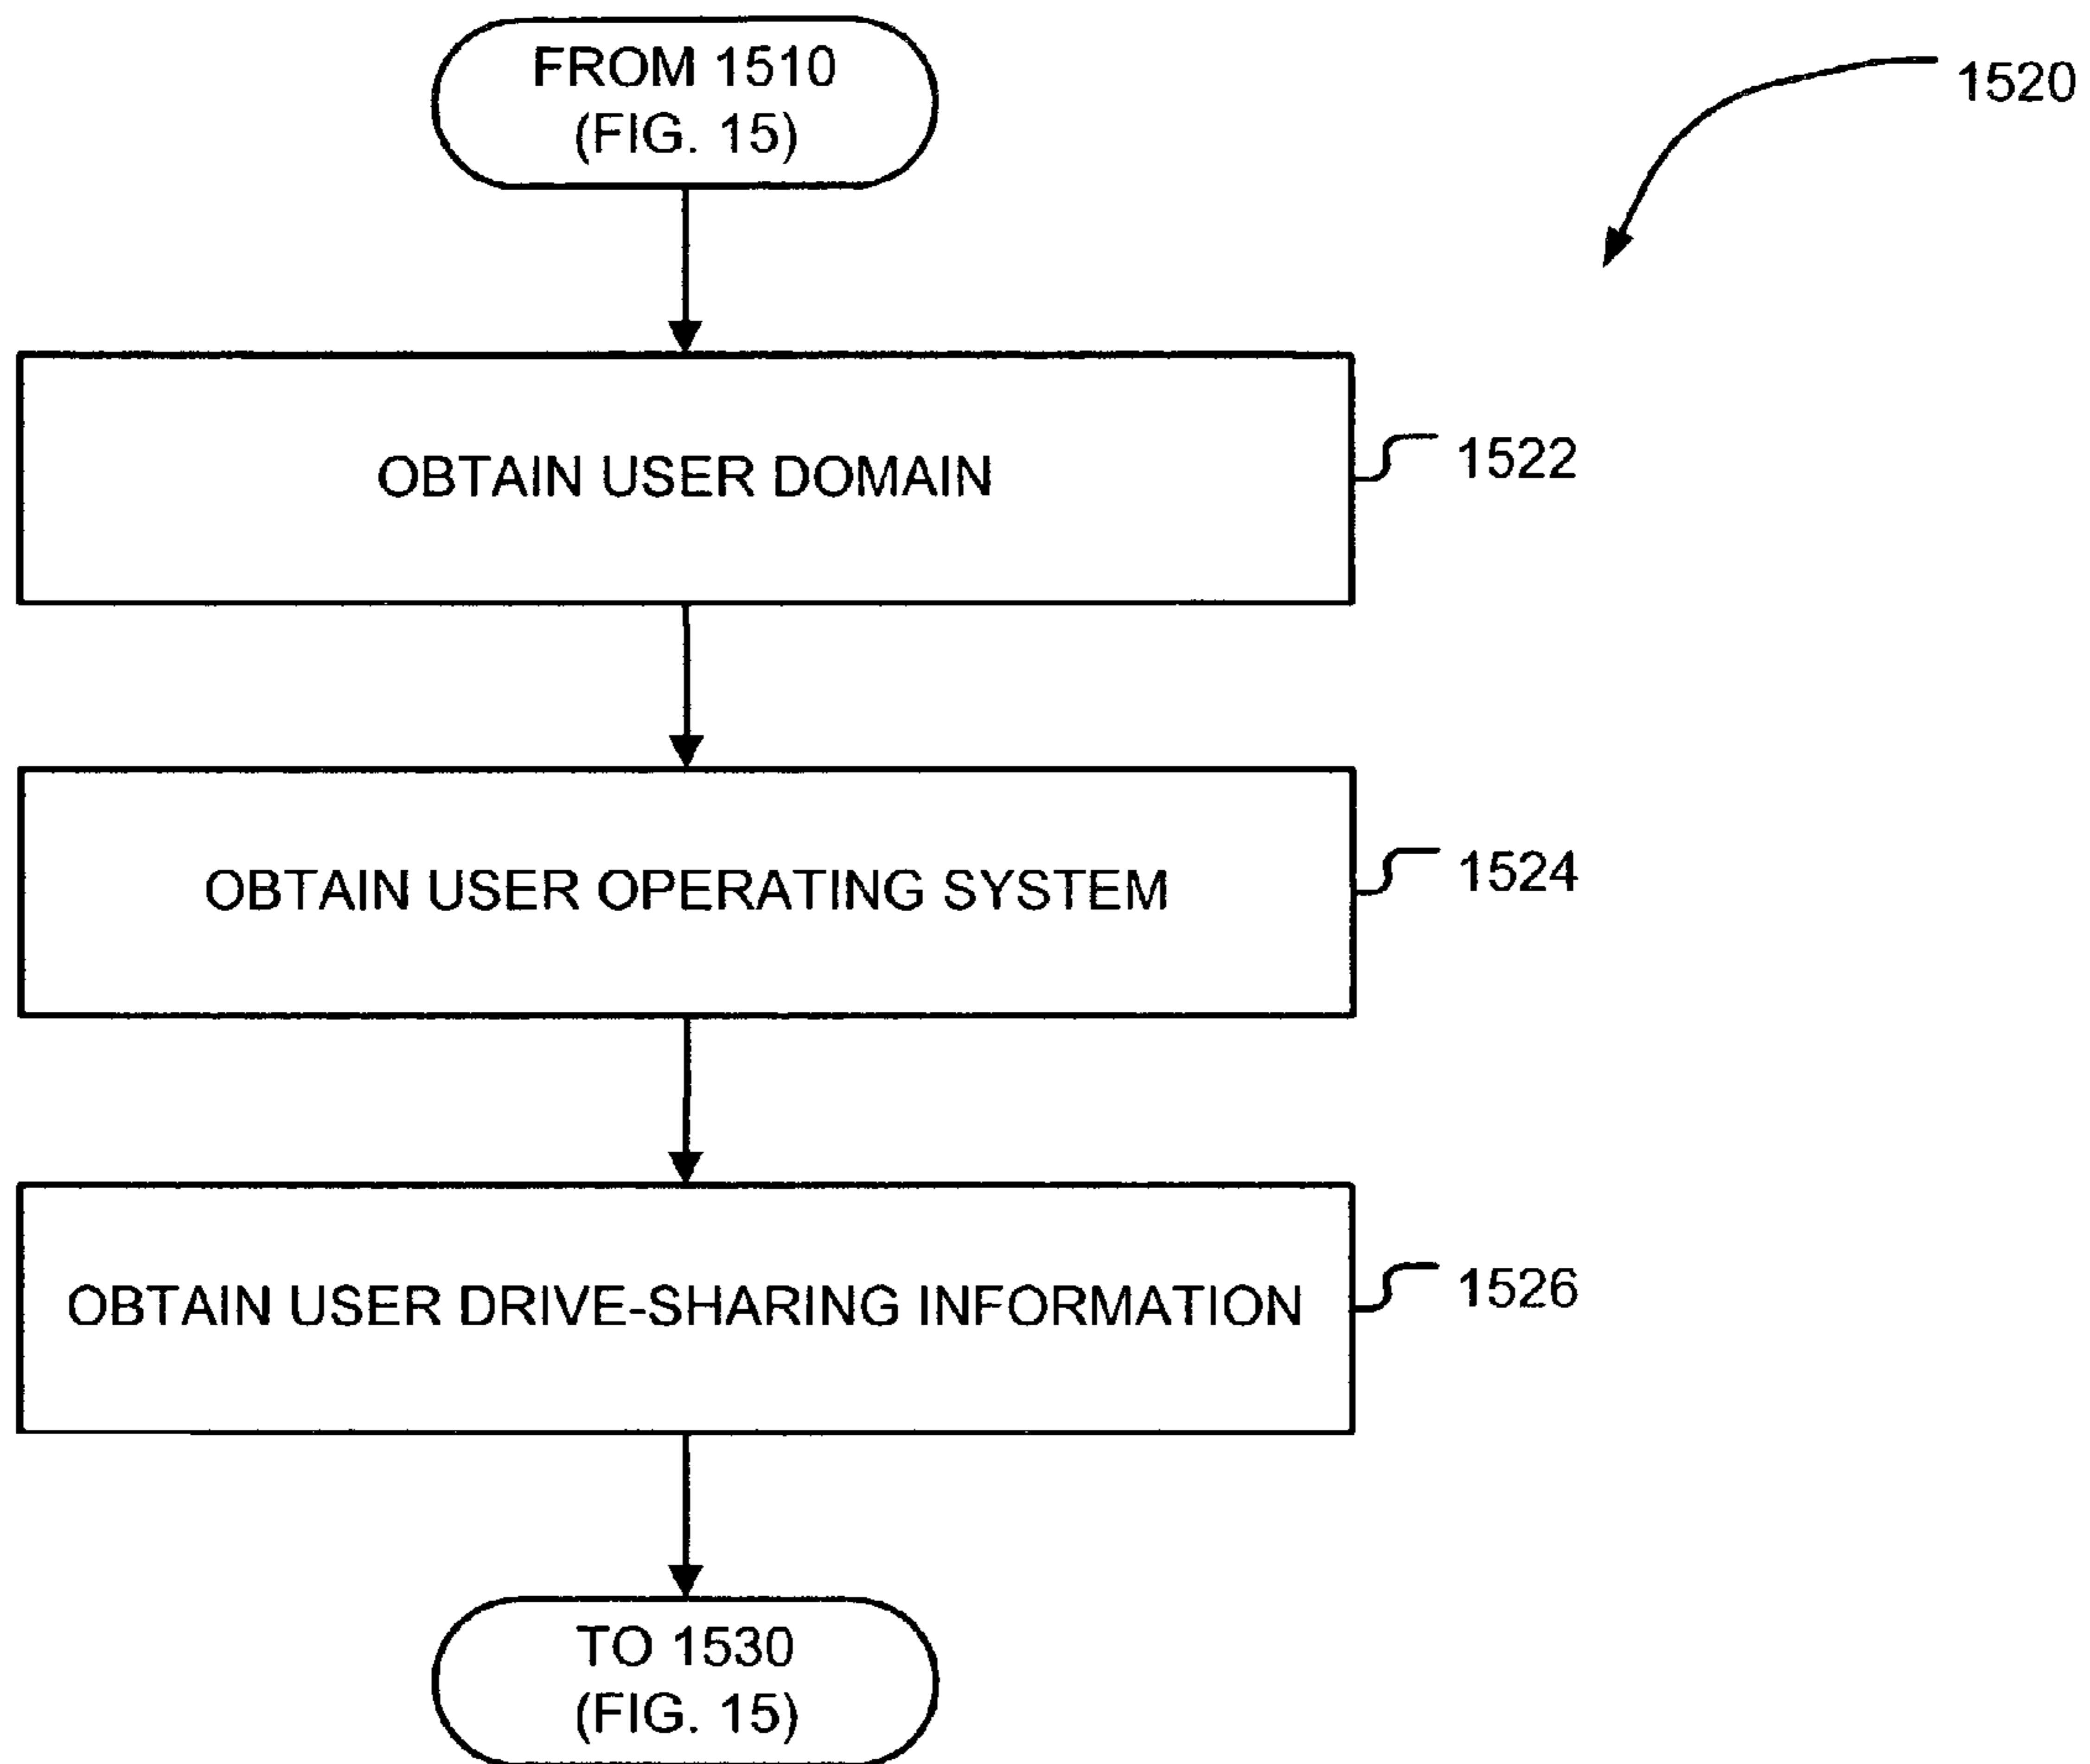 FROM 1510
(FIG. 15)
1520
OBTAIN USER DOMAIN
1522
OBTAIN USER OPERATING SYSTEM
1524
OBTAIN USER DRIVE-SHARING INFORMATION
1526
TO 1530
(FIG. 15)